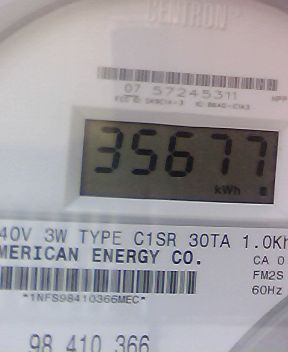 CENTRON
07 57245311
35677
kWh
40V 3W TYPE C1SR 30TA 1.0Kh
MERICAN ENERGY CO.
CA 0
FM2S
60Hz
*1NFS98410366MEC*
98 410 366